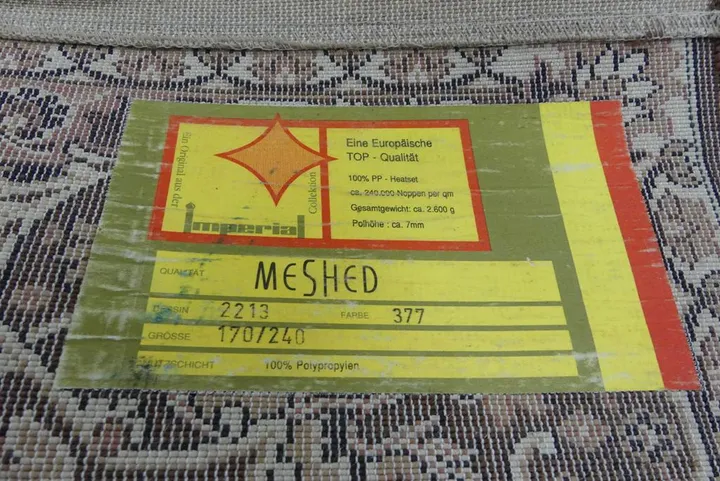 Ein Original aus der
Imperial
Collektion
Eine Europäische
TOP - Qualität
100% PP - Heatset
ca. 240.000 Noppen per qm
Gesamtgewicht: ca. 2.600 g
Polhöhe : ca. 7mm
QUALITÄT MESHED
DESSIN 2213 FARBE 377
GRÖSSE 170/240
100% Polypropylen